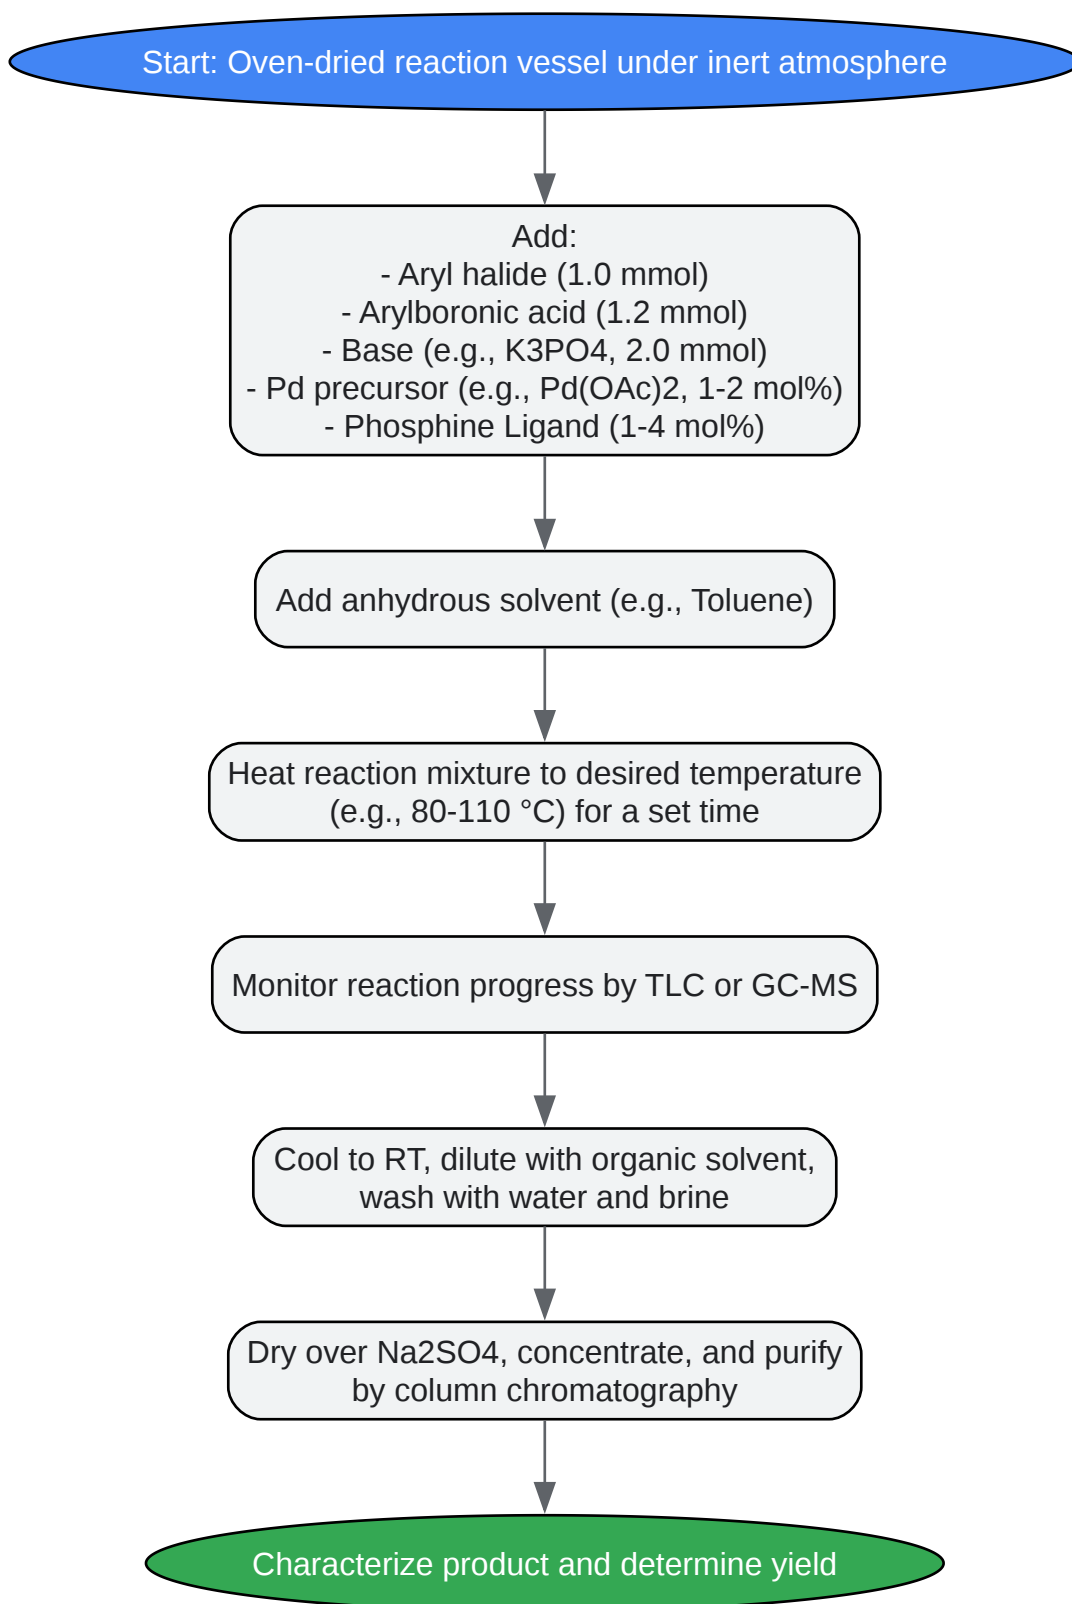 Start: Oven-dried reaction vessel under inert atmosphere
Add:
- Aryl halide (1.0 mmol)
- Arylboronic acid (1.2 mmol)
- Base (e.g., K3PO4, 2.0 mmol)
- Pd precursor (e.g., Pd(OAc)2, 1-2 mol%)
- Phosphine Ligand (1-4 mol%)
Add anhydrous solvent (e.g., Toluene)
Heat reaction mixture to desired temperature
(e.g., 80-110 °C) for a set time
Monitor reaction progress by TLC or GC-MS
Cool to RT, dilute with organic solvent,
wash with water and brine
Dry over Na2SO4, concentrate, and purify
by column chromatography
Characterize product and determine yield